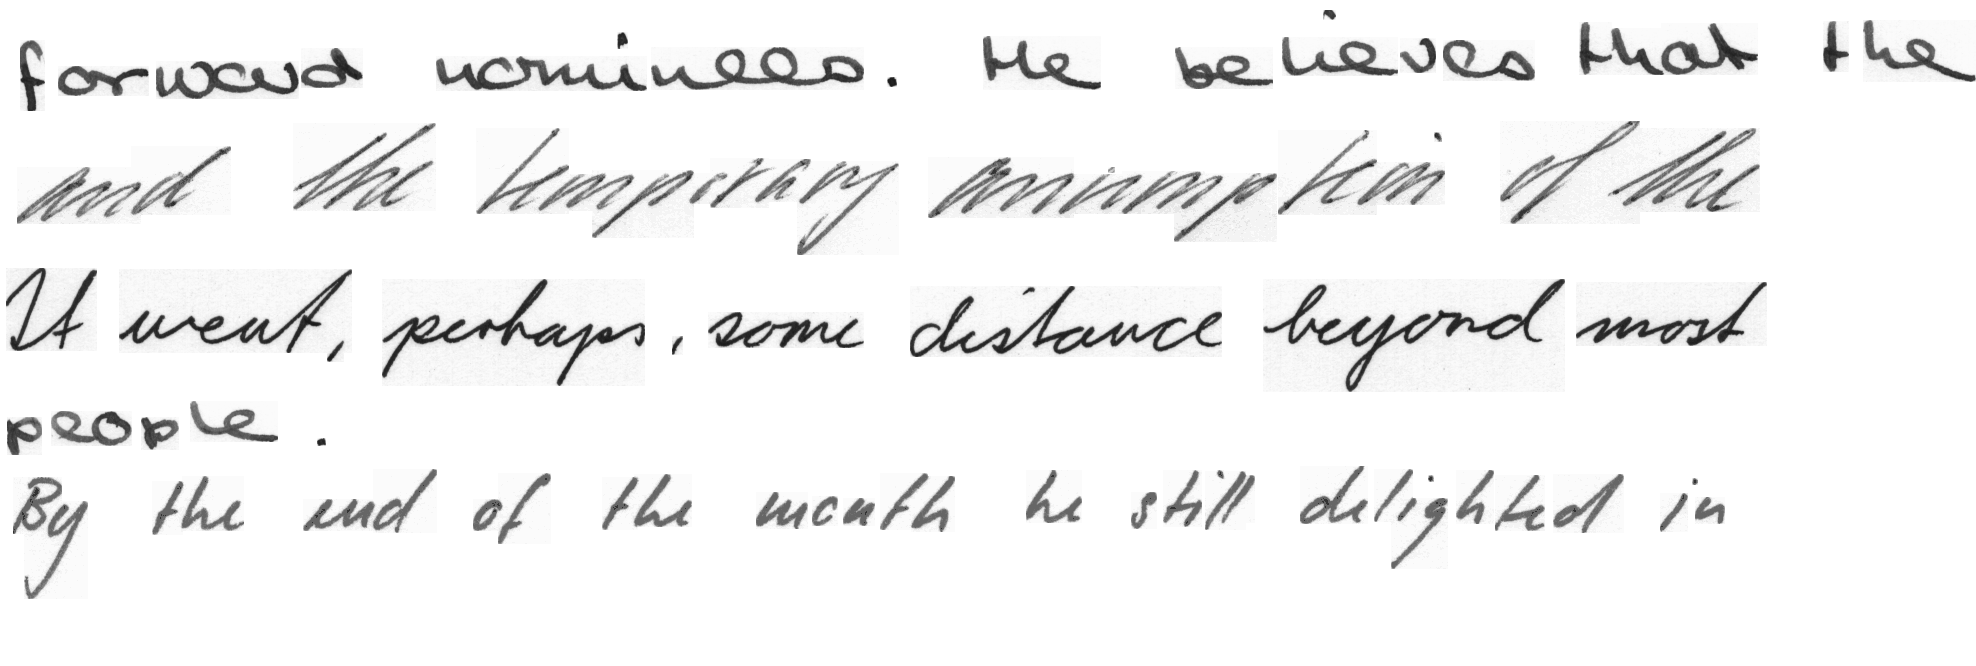 forward nominees. He believes that the
and the temporary assumption of the
It went, perhaps, some distance beyond most
people.
By the end of the month he still delighted in